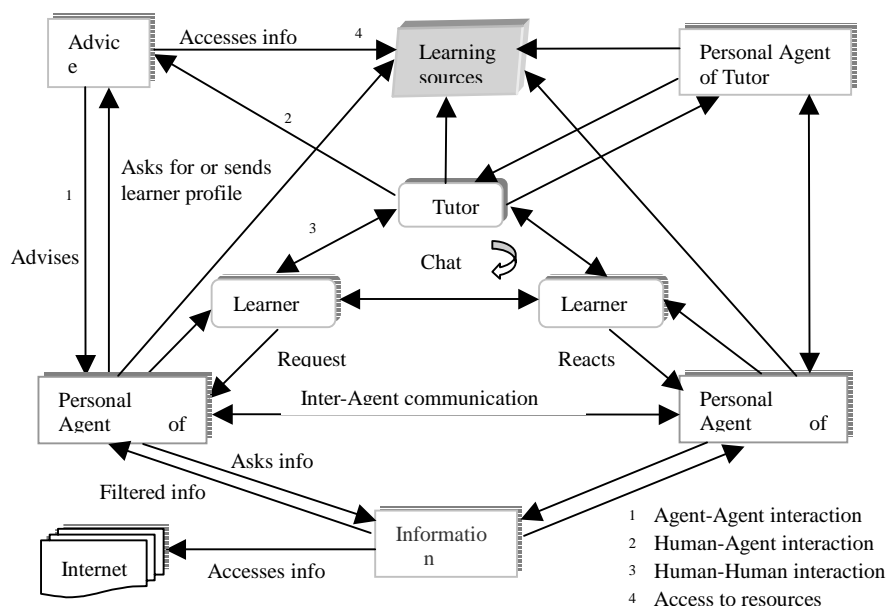 Advic
e
Accesses info
4
Learning
sources
Personal Agent
of Tutor
2
Asks for or sends
learner profile
1
Tutor
3
Advises
Chat
Learner
Learner
Request
Reacts
Personal
Agent of
Inter-Agent communication
Personal
Agent of
Asks info
Filtered info
Informatio
n
Internet
Accesses info
1 Agent-Agent interaction
2 Human-Agent interaction
3 Human-Human interaction
4 Access to resources